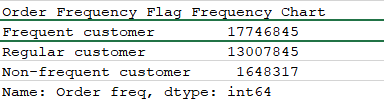 Order Frequency Flag Frequency Chart
Frequent customer 17746845
Regular customer 13007845
Non-frequent customer 1648317
Name: Order freq, dtype: int64